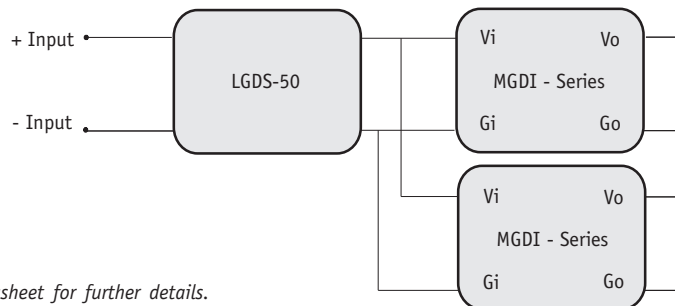 + Input
- Input
LGDS-50
Vi Vo
MGDI - Series
Gi Go
Vi Vo
MGDI - Series
Gi Go
sheet for further details.